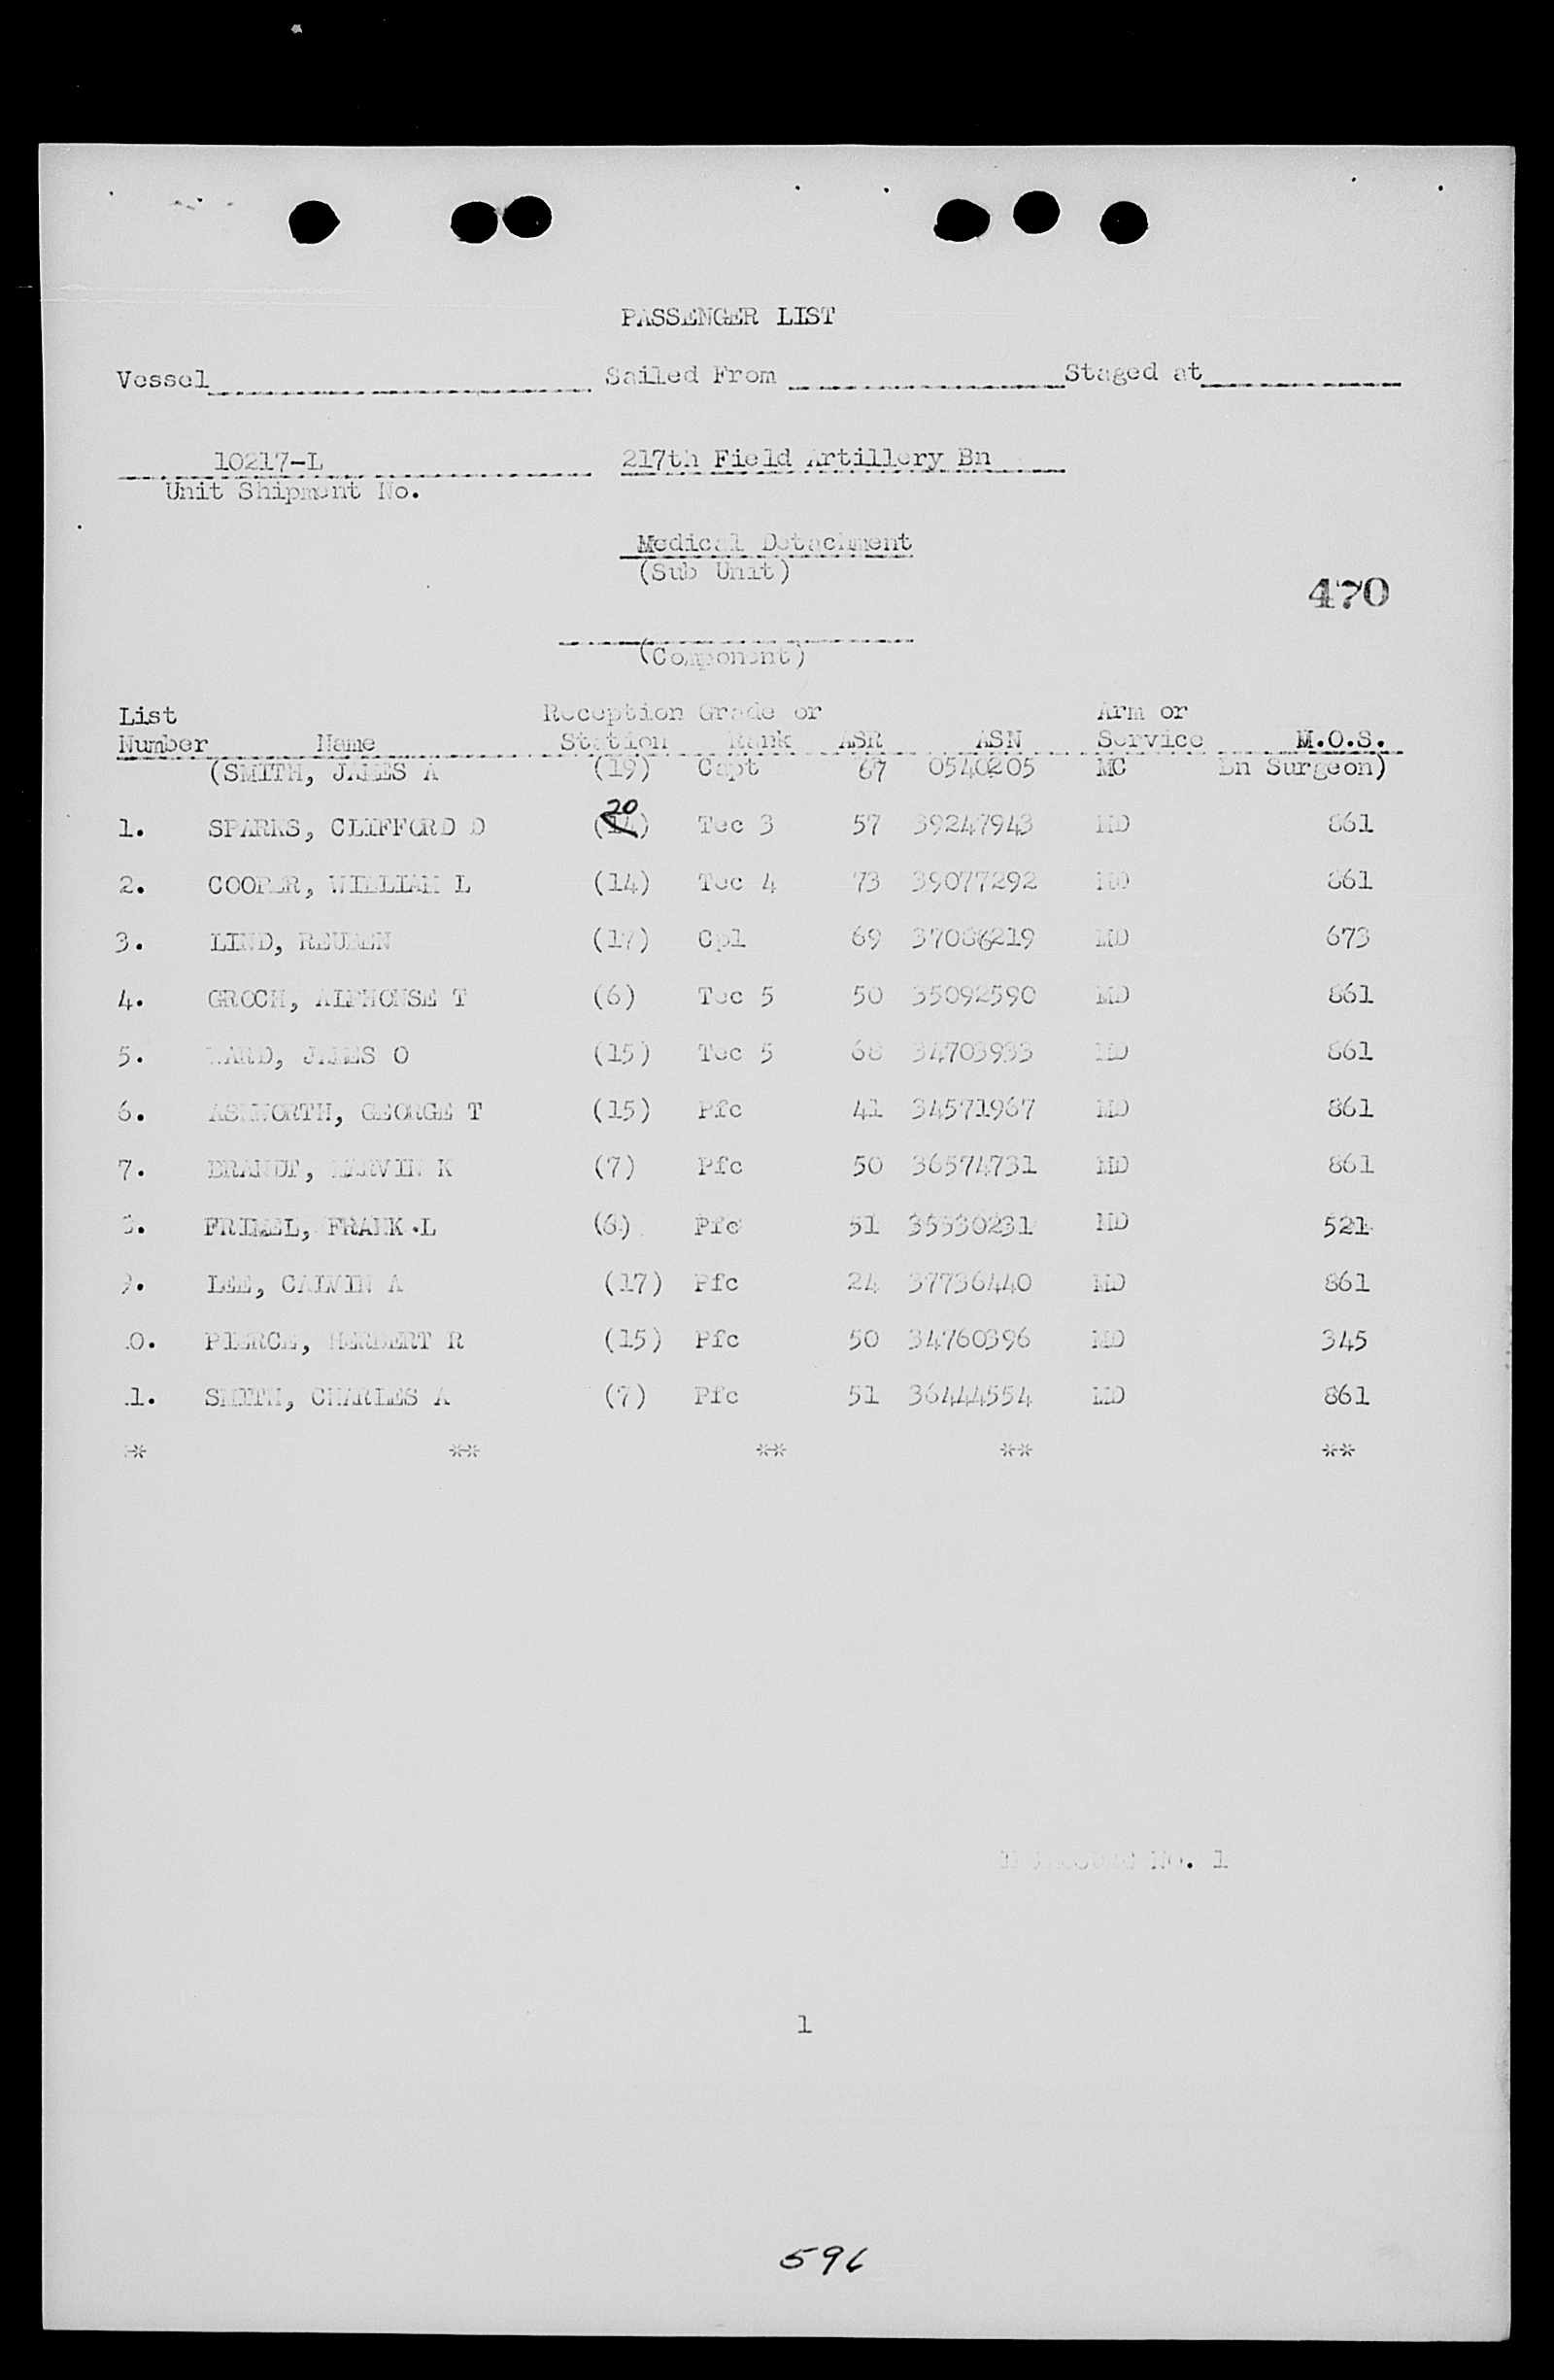 PASSENGER LIST
Vessel Sailed From Staged at
10217-L 217th Field Artillery Bn
Unit Shipment No.
Medical Detachment
(Sub Unit)
470
(Component)
List Reception Grade or Arm or
Number Name Station Rank ASR ASN Service M.O.S.
(SMITH, JAMES A (19) Capt 67 0540205 MC Bn Surgeon)
20
1. SPARKS, CLIFFORD D (14) Tec 3 57 39247943 MD 861
2. COOPER, WILLIAM L (14) Tec 4 73 39077292 MD 861
3. LIND, REUBEN (17) Cpl 69 37086219 MD 673
4. GROCH, ALPHONSE T (6) Tec 5 50 35092590 MD 861
5. WARD, JAMES O (15) Tec 5 68 34703933 MD 861
6. ASHWORTH, GEORGE T (15) Pfc 41 34571967 MD 861
7. BRANDT, MARVIN K (7) Pfc 50 36574731 MD 861
8. FRIMEL, FRANK L (6) Pfc 51 35530231 MD 521
9. LEE, CALVIN A (17) Pfc 24 37736440 MD 861
0. PIERCE, HERBERT R (15) Pfc 50 34760396 MD 345
1. SMITH, CHARLES A (7) Pfc 51 36444554 MD 861
** ** ** ** **
No. 1
1
596